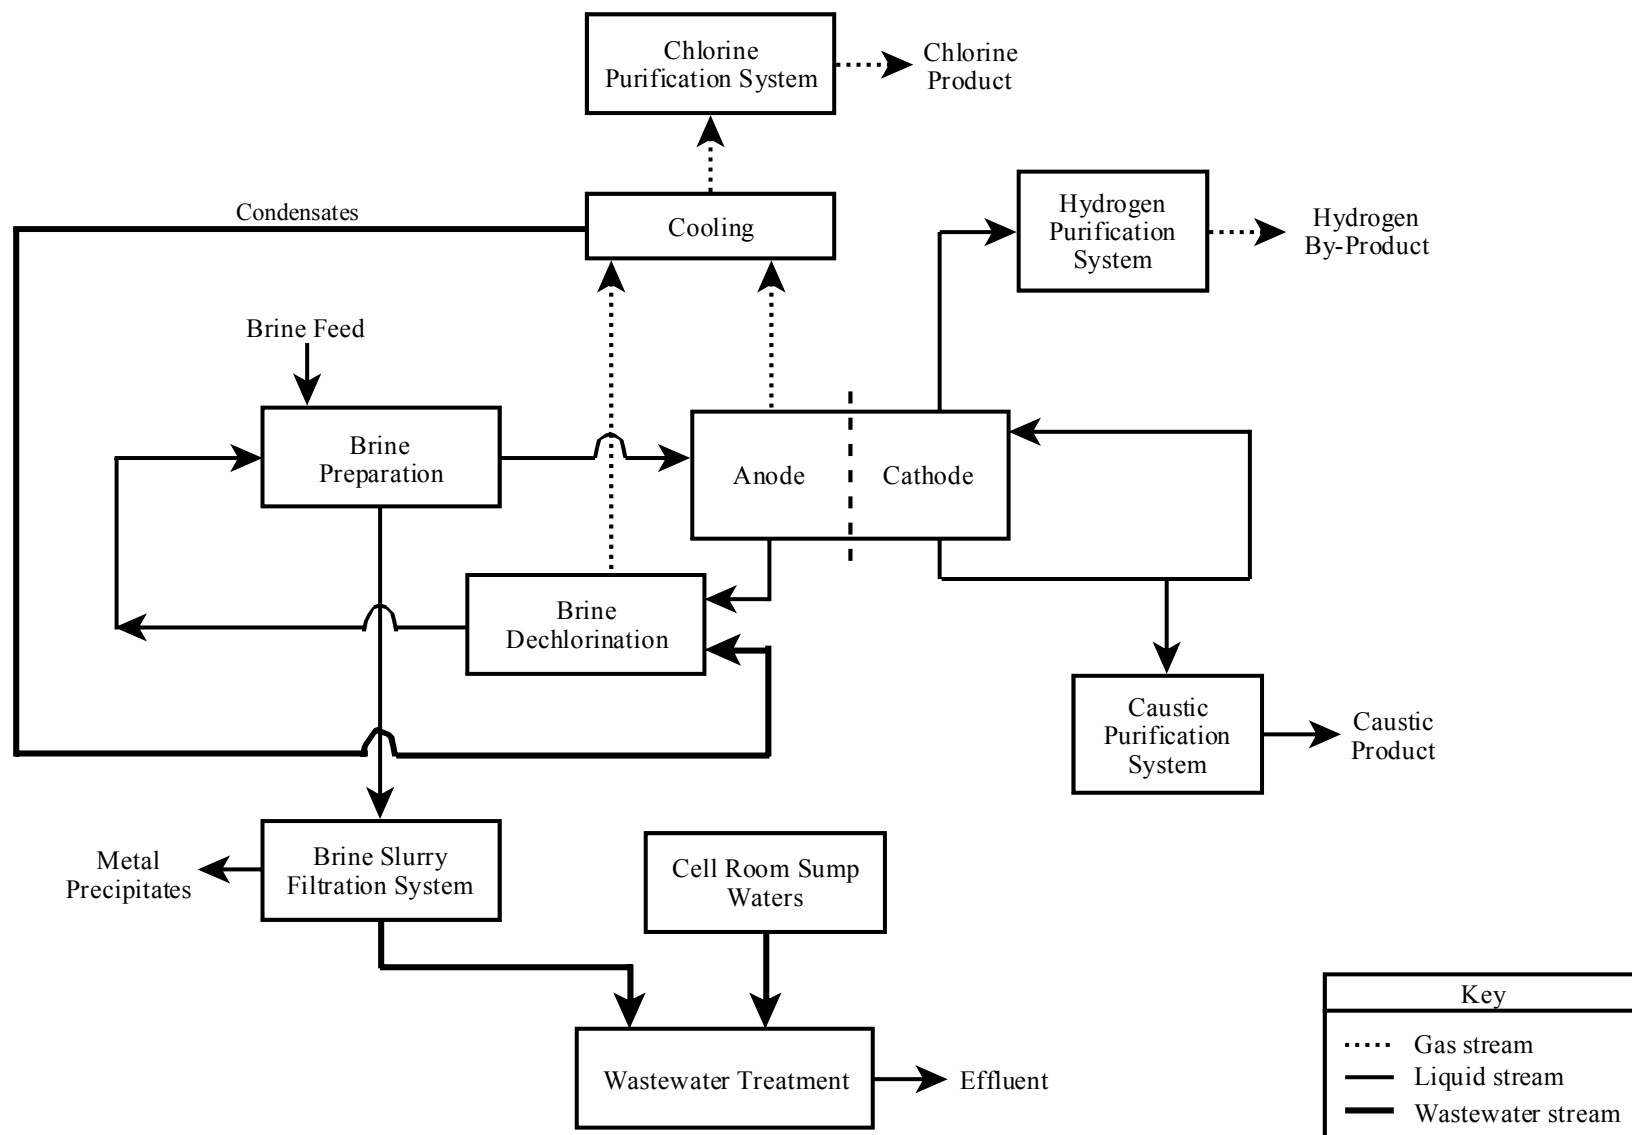 Chlorine
Purification System
Chlorine
Product
Condensates
Cooling
Hydrogen
Purification
System
Hydrogen
By-Product
Brine Feed
Brine
Preparation
Anode
Cathode
Brine
Dechlorination
Caustic
Purification
System
Caustic
Product
Metal
Precipitates
Brine Slurry
Filtration System
Cell Room Sump
Waters
Wastewater Treatment
Effluent
Key
Gas stream
Liquid stream
Wastewater stream